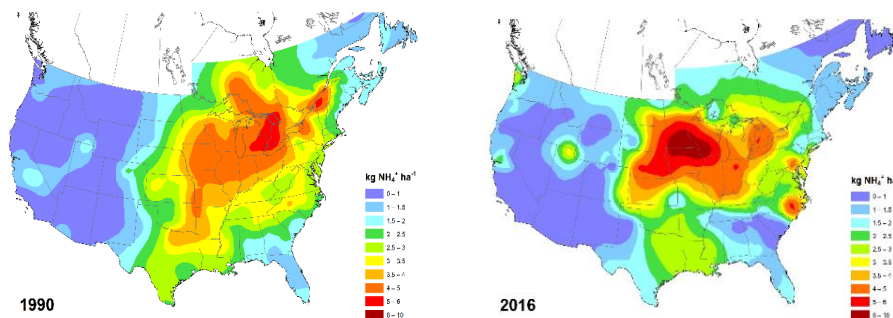 kg NH₄⁺ ha⁻¹
0 – 1
1 – 1.5
1.5 – 2
2 2.5
2.5 – 3
3 3.5
3.5 – 4
4 – 5
5 – 6
6 – 10
1990
kg NH₄⁺ ha
0 – 1
1 – 1.5
1.5 – 2
2 2.5
2.5 – 3
3 3.5
3.5 – 4
4 – 5
5 – 6
6 – 10
2016